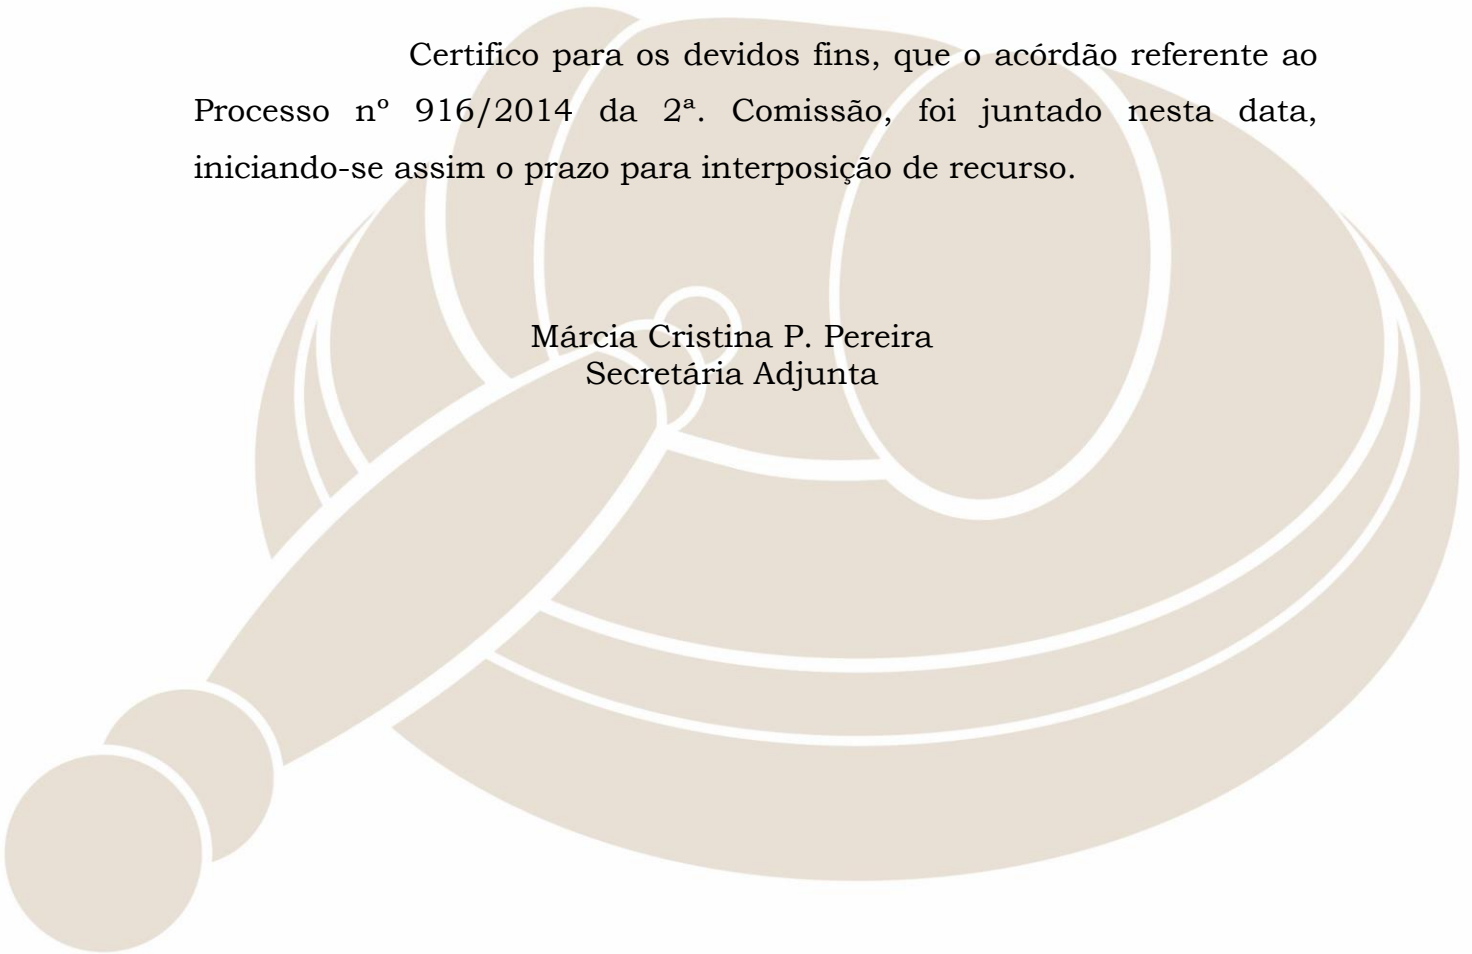 Certifico para os devidos fins, que o acórdão referente ao
Processo nº 916/2014 da 2ª. Comissão, foi juntado nesta data,
iniciando-se assim o prazo para interposição de recurso.
Márcia Cristina P. Pereira
Secretária Adjunta